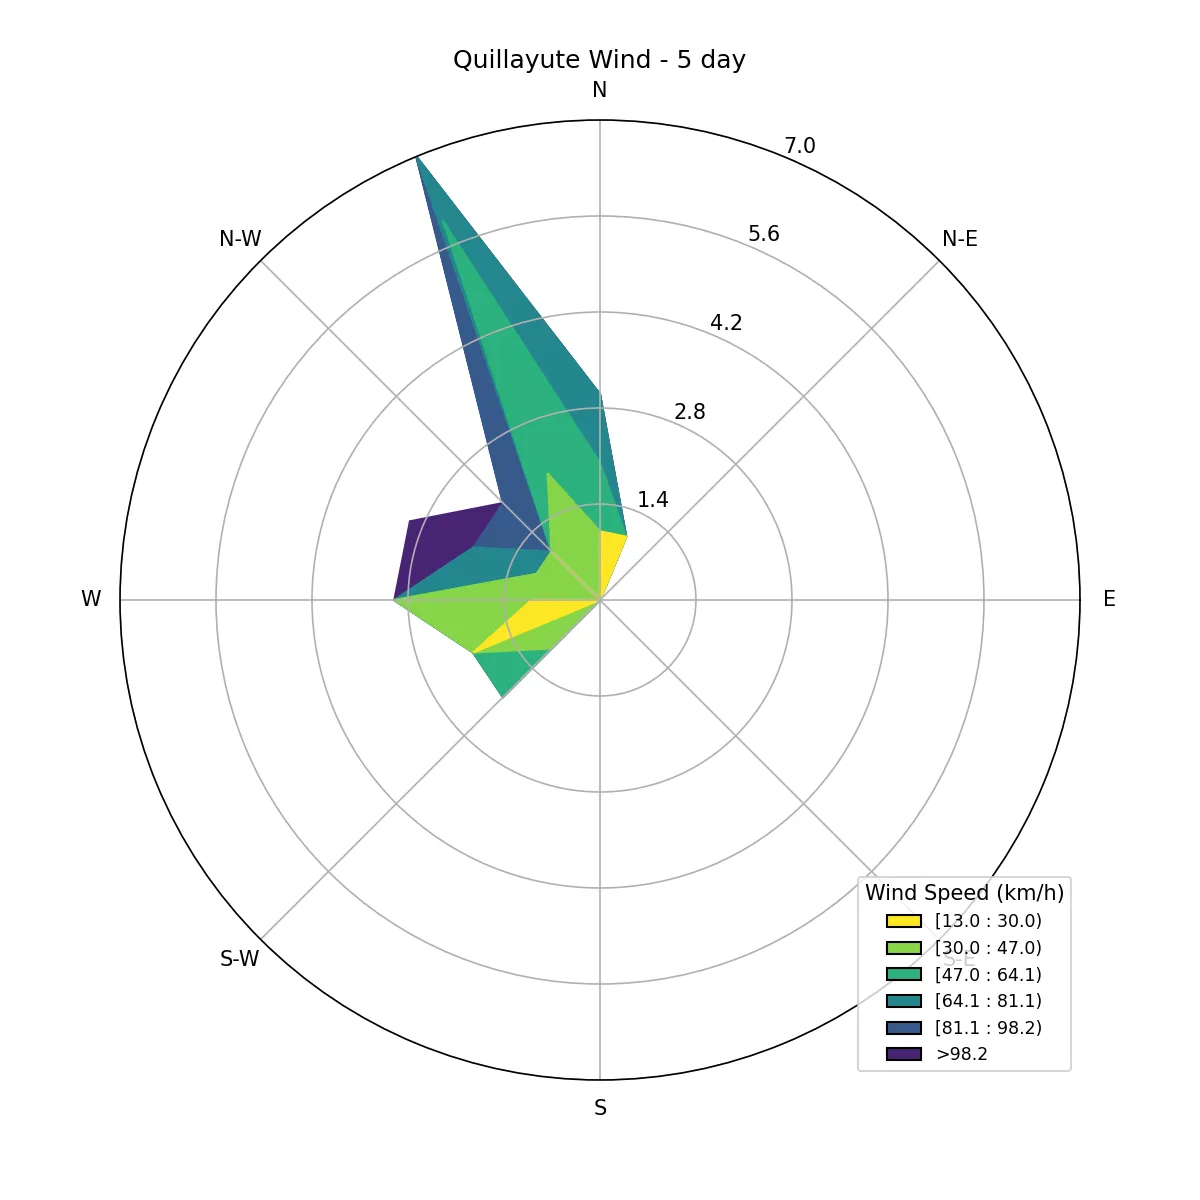 Quillayute Wind - 5 day
N
7.0
N-W
5.6
N-E
4.2
2.8
1.4
W
E
Wind Speed (km/h)
[13.0 : 30.0)
[30.0 : 47.0)
S-W
S-E
[47.0 : 64.1)
[64.1 : 81.1)
[81.1 : 98.2)
>98.2
S